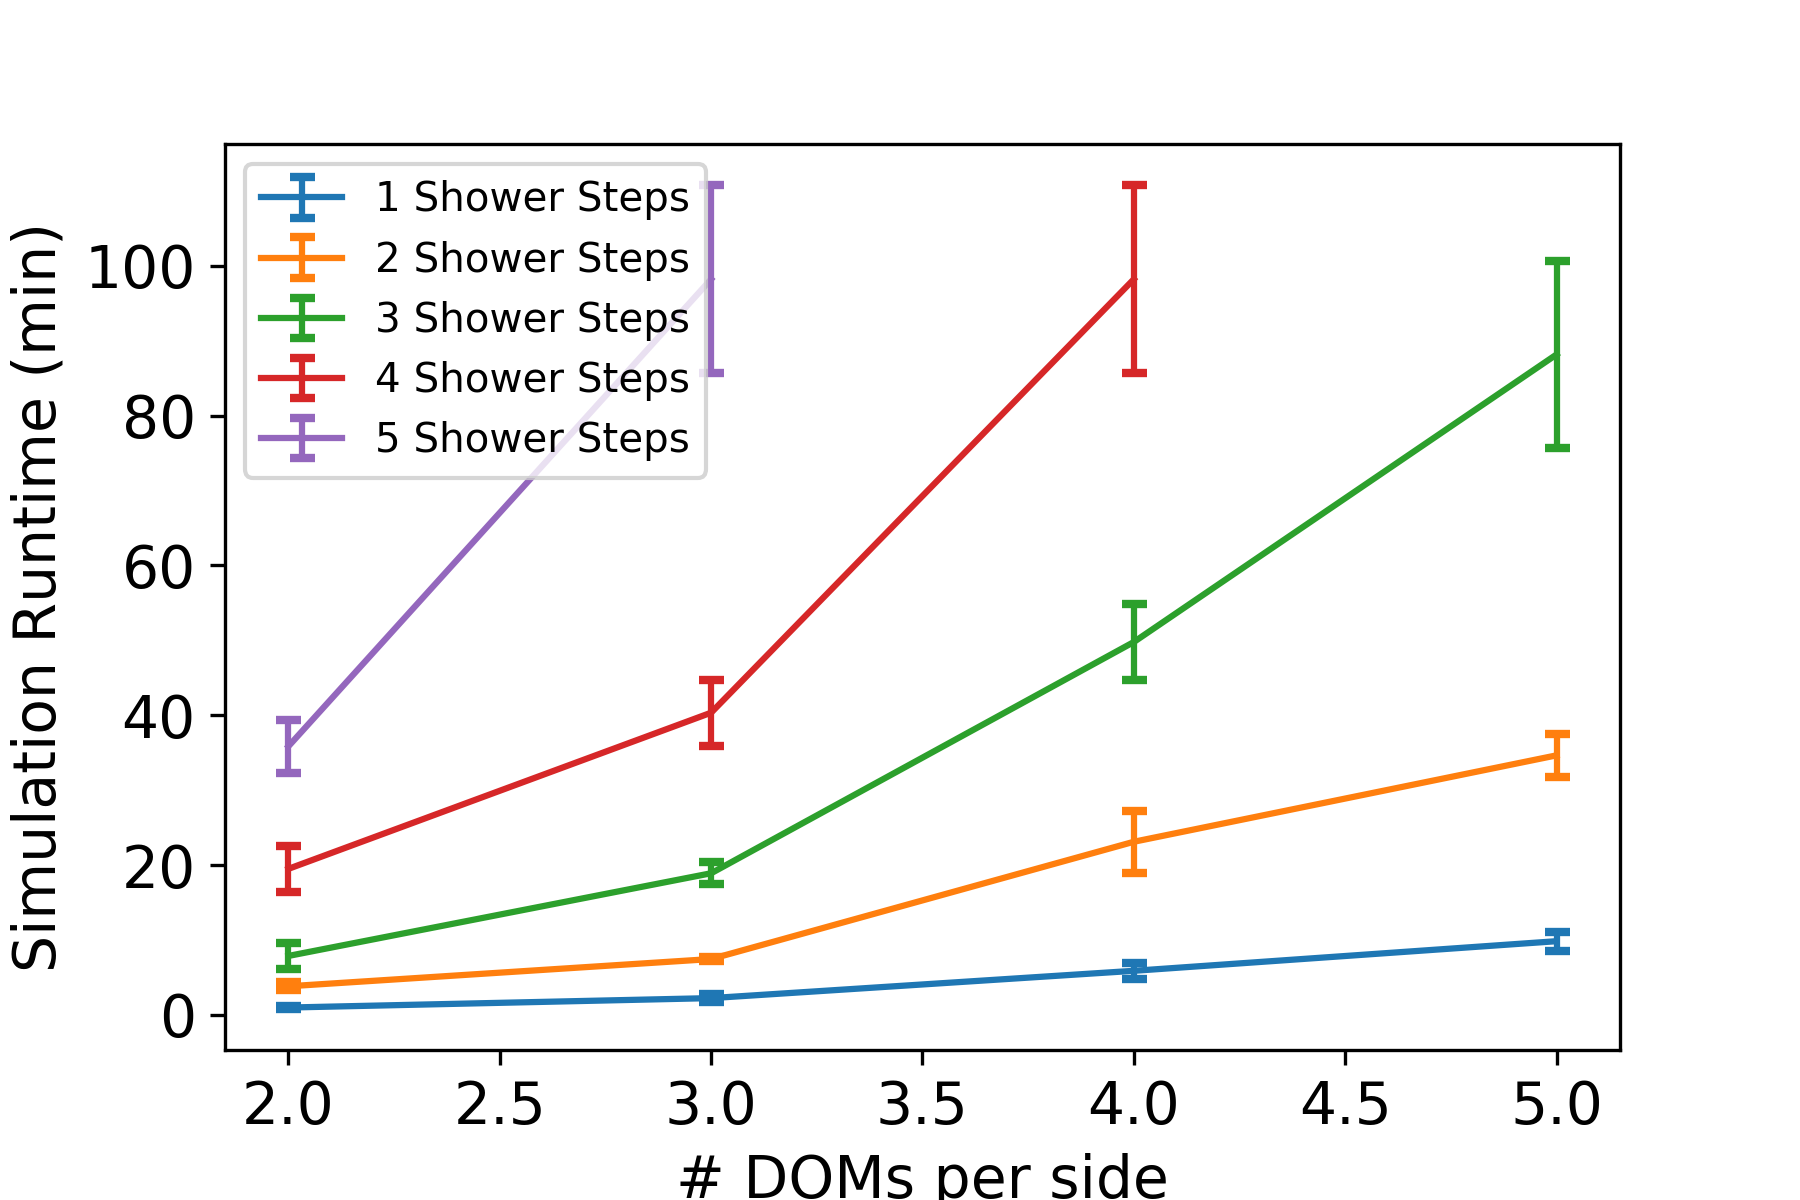 1 Shower Steps
2 Shower Steps
3 Shower Steps
4 Shower Steps
5 Shower Steps
Simulation Runtime (min)
100
80
60
40
20
0
2.0 2.5 3.0 3.5 4.0 4.5 5.0
# DOMs per side